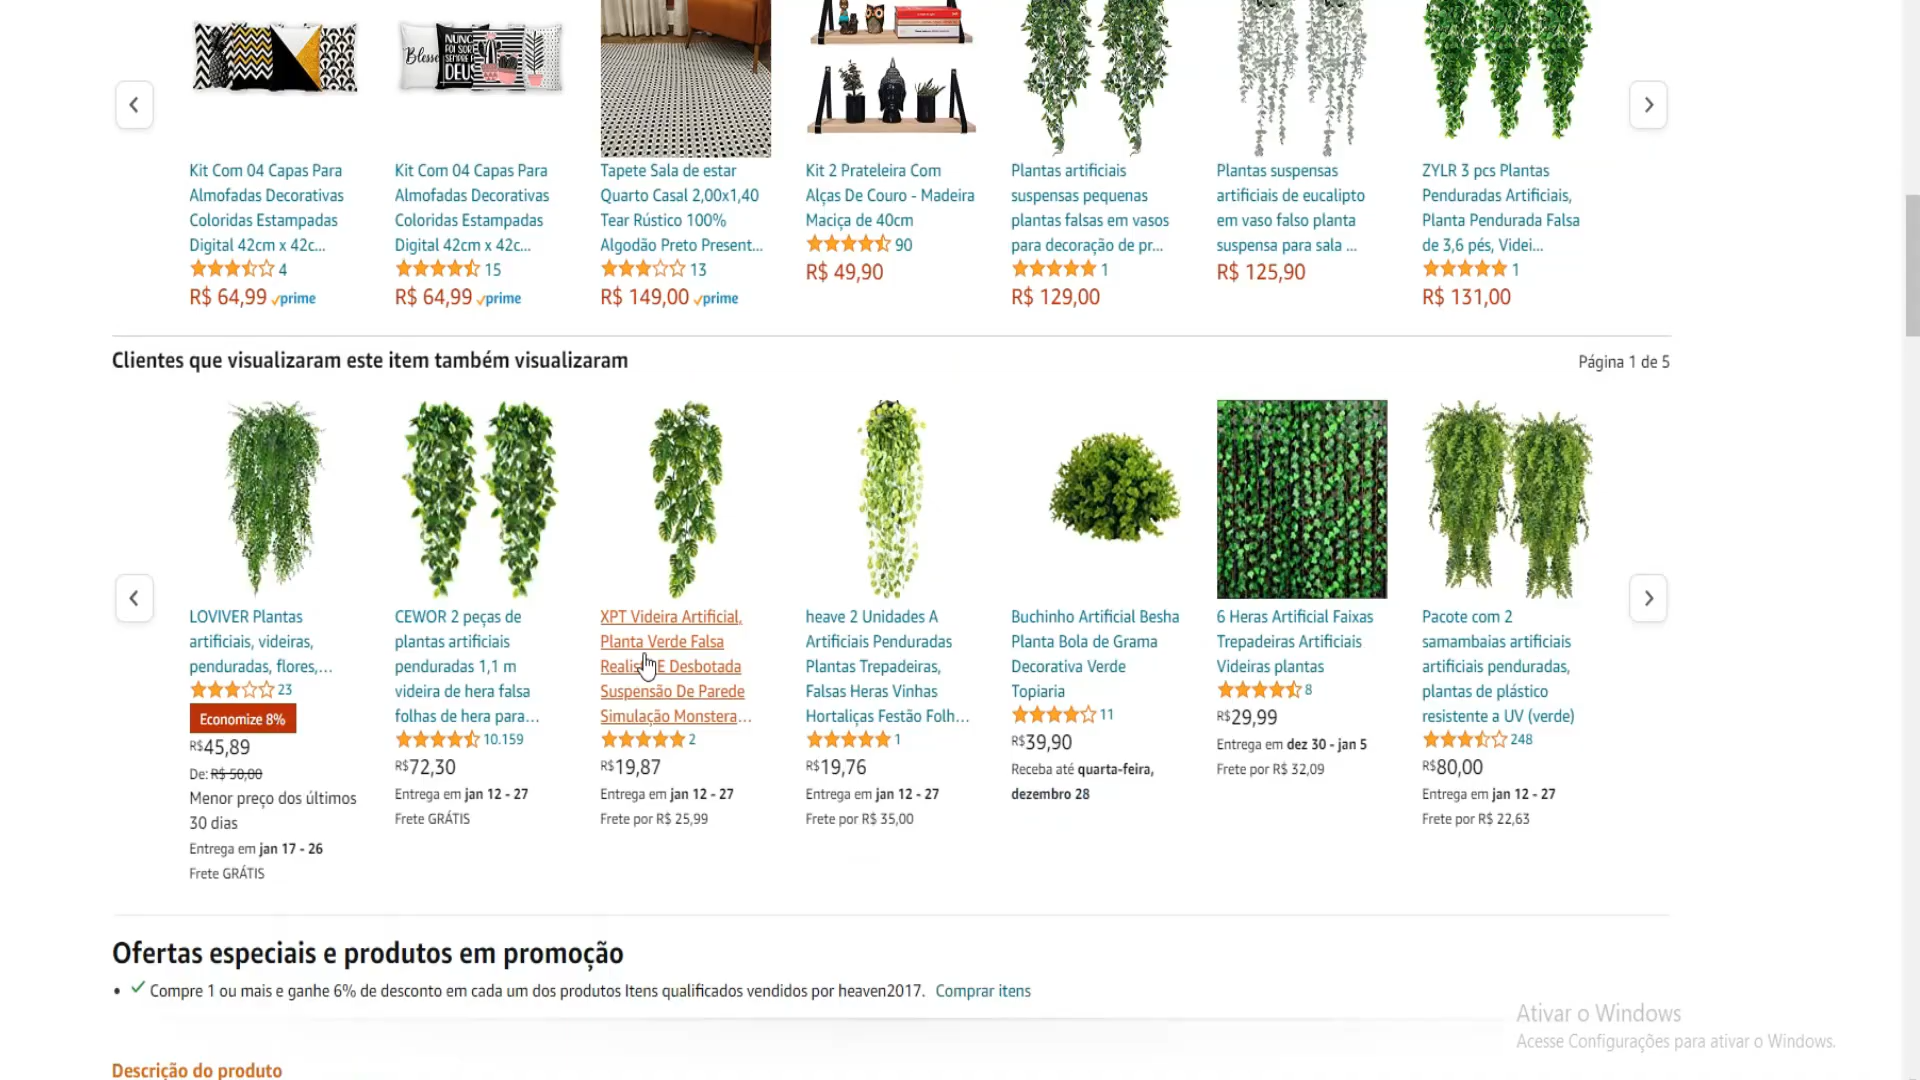 Blesse
NUNCA
FOI SORTE
SEMPRE FOI
DEUS
Kit Com 04 Capas Para
Almofadas Decorativas
Coloridas Estampadas
Digital 42cm x 42c...
4
R$ 64,99 prime
Kit Com 04 Capas Para
Almofadas Decorativas
Coloridas Estampadas
Digital 42cm x 42c...
15
R$ 64,99 prime
Tapete Sala de estar
Quarto Casal 2,00x1,40
Tear Rústico 100%
Algodão Preto Present...
13
R$ 149,00 prime
Kit 2 Prateleira Com
Alças De Couro - Madeira
Maciça de 40cm
90
R$ 49,90
Plantas artificiais
suspensas pequenas
plantas falsas em vasos
para decoração de pr...
1
R$ 129,00
Plantas suspensas
artificiais de eucalipto
em vaso falso planta
suspensa para sala ...
R$ 125,90
ZYLR 3 pcs Plantas
Penduradas Artificiais,
Planta Pendurada Falsa
de 3,6 pés, Videi...
1
R$ 131,00
Clientes que visualizaram este item também visualizaram
Página 1 de 5
LOVIVER Plantas
artificiais, videiras,
penduradas, flores,...
23
Economize 8%
R$45,89
De: R$ 50,00
Menor preço dos últimos
30 dias
Entrega em jan 17 - 26
Frete GRÁTIS
CEWOR 2 peças de
plantas artificiais
penduradas 1,1 m
videira de hera falsa
folhas de hera para...
10.159
R$72,30
Entrega em jan 12 - 27
Frete GRÁTIS
XPT Videira Artificial,
Planta Verde Falsa
Realis E Desbotada
Suspensão De Parede
Simulação Monstera...
2
R$19,87
Entrega em jan 12 - 27
Frete por R$ 25,99
heave 2 Unidades A
Artificiais Penduradas
Plantas Trepadeiras,
Falsas Heras Vinhas
Hortaliças Festão Folh...
1
R$19,76
Entrega em jan 12 - 27
Frete por R$ 35,00
Buchinho Artificial Besha
Planta Bola de Grama
Decorativa Verde
Topiaria
11
R$39,90
Receba até quarta-feira,
dezembro 28
6 Heras Artificial Faixas
Trepadeiras Artificiais
Videiras plantas
8
R$29,99
Entrega em dez 30 - jan 5
Frete por R$ 32,09
Pacote com 2
samambaias artificiais
artificiais penduradas,
plantas de plástico
resistente a UV (verde)
248
R$80,00
Entrega em jan 12 - 27
Frete por R$ 22,63
Ofertas especiais e produtos em promoção
• Compre 1 ou mais e ganhe 6% de desconto em cada um dos produtos Itens qualificados vendidos por heaven2017. Comprar itens
Ativar o Windows
Acesse Configurações para ativar o Windows.
Descrição do produto